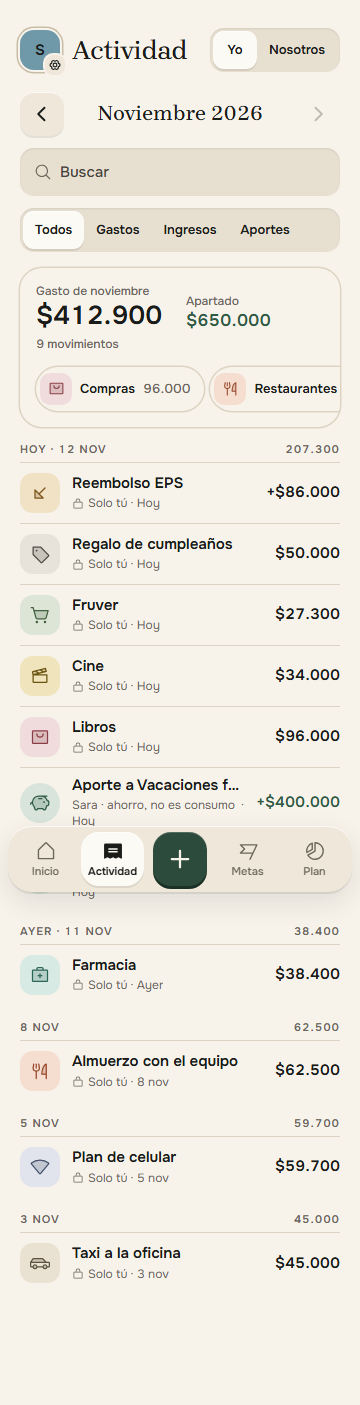 S
Actividad
Yo
Nosotros
Noviembre 2026
Buscar
Todos
Gastos
Ingresos
Aportes
Gasto de noviembre
$412.900
Apartado
$650.000
9 movimientos
Compras 96.000
Restaurantes
HOY · 12 NOV
207.300
Reembolso EPS
Solo tú · Hoy
+$86.000
Regalo de cumpleaños
Solo tú · Hoy
$50.000
Fruver
Solo tú · Hoy
$27.300
Cine
Solo tú · Hoy
$34.000
Libros
Solo tú · Hoy
$96.000
Aporte a Vacaciones f...
Sara · ahorro, no es consumo ·
Hoy
+$400.000
Inicio
Actividad
Metas
Plan
Hoy
AYER · 11 NOV
38.400
Farmacia
Solo tú · Ayer
$38.400
8 NOV
62.500
Almuerzo con el equipo
Solo tú · 8 nov
$62.500
5 NOV
59.700
Plan de celular
Solo tú · 5 nov
$59.700
3 NOV
45.000
Taxi a la oficina
Solo tú · 3 nov
$45.000